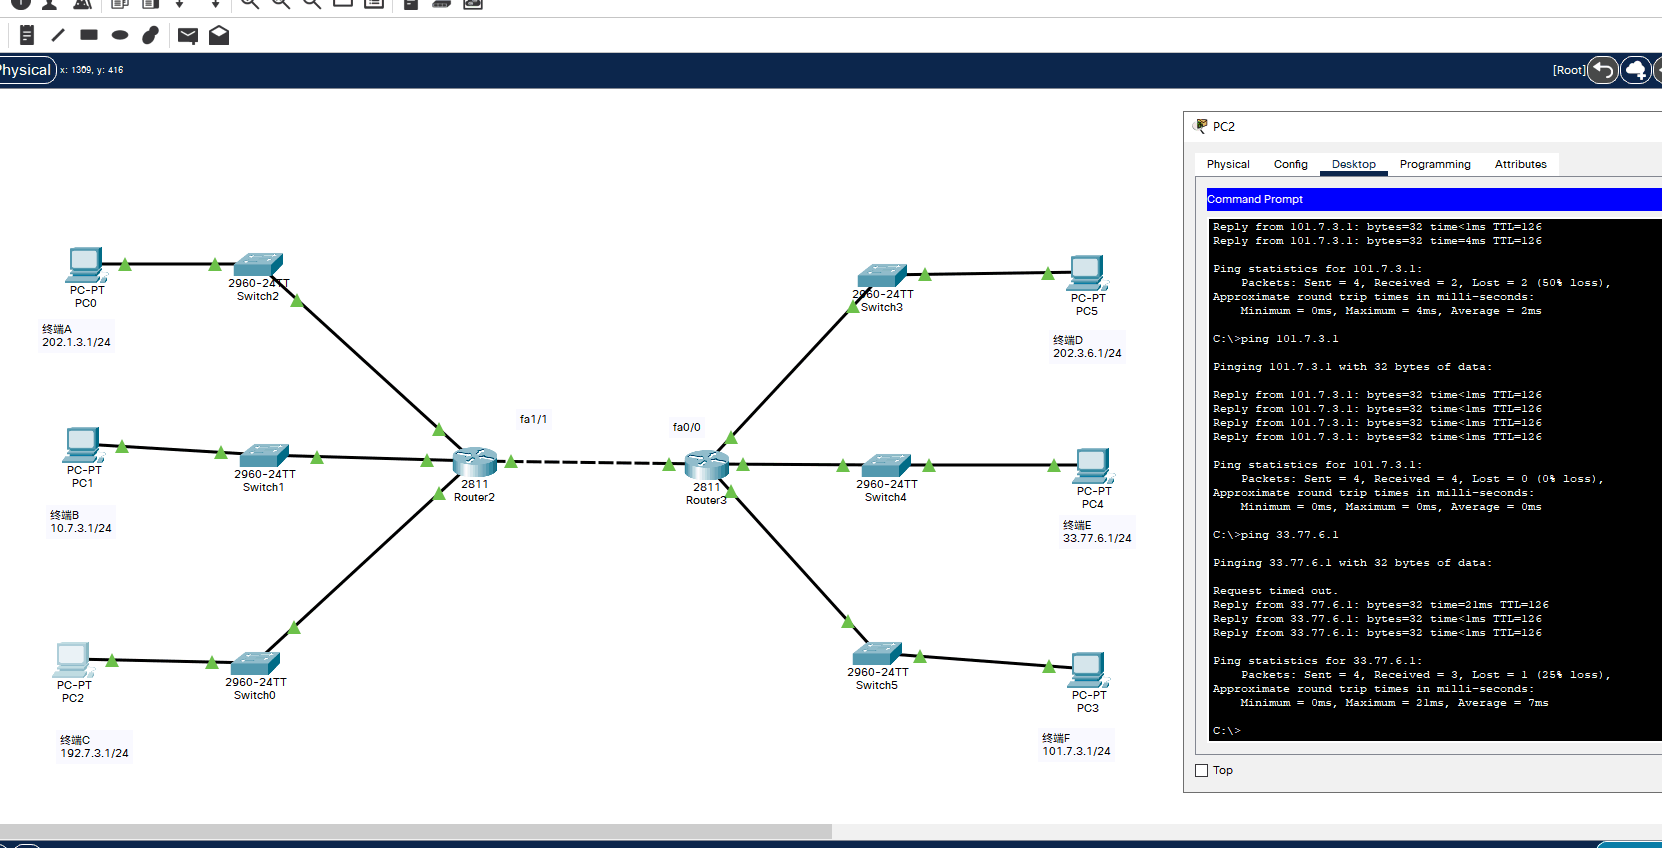 Physical
x: 1309, y: 416
[Root]
PC-PT
PC0
终端A
202.1.3.1/24
2960-24TT
Switch2
PC-PT
PC1
终端B
10.7.3.1/24
2960-24TT
Switch1
PC-PT
PC2
终端C
192.7.3.1/24
2960-24TT
Switch0
2811
Router2
fa1/1
fa0/0
2811
Router3
2960-24TT
Switch3
PC-PT
PC5
终端D
202.3.6.1/24
2960-24TT
Switch4
PC-PT
PC4
终端E
33.77.6.1/24
2960-24TT
Switch5
PC-PT
PC3
终端F
101.7.3.1/24
PC2
Physical Config Desktop Programming Attributes
Command Prompt
Reply from 101.7.3.1: bytes=32 time<1ms TTL=126
Reply from 101.7.3.1: bytes=32 time=4ms TTL=126
Ping statistics for 101.7.3.1:
Packets: Sent = 4, Received = 2, Lost = 2 (50% loss),
Approximate round trip times in milli-seconds:
Minimum = 0ms, Maximum = 4ms, Average = 2ms
C:\>ping 101.7.3.1
Pinging 101.7.3.1 with 32 bytes of data:
Reply from 101.7.3.1: bytes=32 time<1ms TTL=126
Reply from 101.7.3.1: bytes=32 time<1ms TTL=126
Reply from 101.7.3.1: bytes=32 time<1ms TTL=126
Reply from 101.7.3.1: bytes=32 time<1ms TTL=126
Ping statistics for 101.7.3.1:
Packets: Sent = 4, Received = 4, Lost = 0 (0% loss),
Approximate round trip times in milli-seconds:
Minimum = 0ms, Maximum = 0ms, Average = 0ms
C:\>ping 33.77.6.1
Pinging 33.77.6.1 with 32 bytes of data:
Request timed out.
Reply from 33.77.6.1: bytes=32 time=21ms TTL=126
Reply from 33.77.6.1: bytes=32 time<1ms TTL=126
Reply from 33.77.6.1: bytes=32 time<1ms TTL=126
Ping statistics for 33.77.6.1:
Packets: Sent = 4, Received = 3, Lost = 1 (25% loss),
Approximate round trip times in milli-seconds:
Minimum = 0ms, Maximum = 21ms, Average = 7ms
C:\>
Top